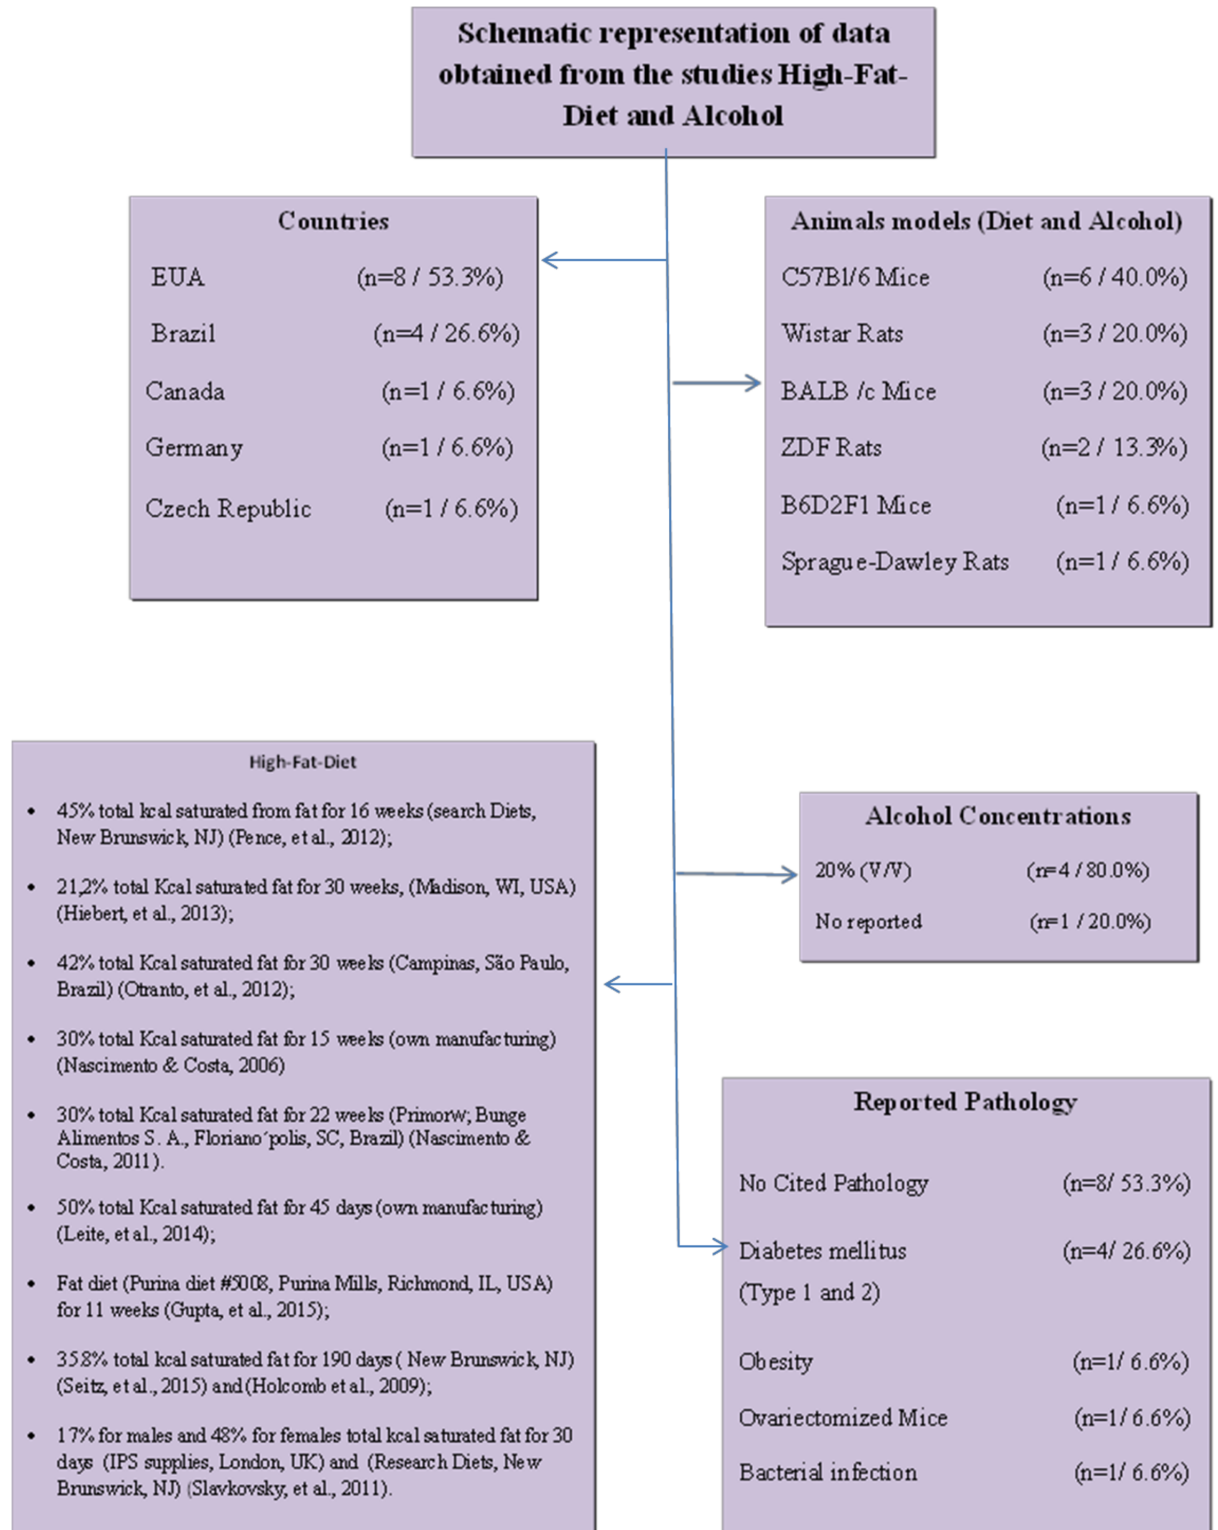 Schematic representation of data
obtained from the studies High-Fat-
Diet and Alcohol
Countries
EUA (n=8 / 53.3%)
Brazil (n=4 / 26.6%)
Canada (n=1 / 6.6%)
Germany (n=1 / 6.6%)
Czech Republic (n=1 / 6.6%)
Animals models (Diet and Alcohol)
C57Bl/6 Mice (n=6 / 40.0%)
Wistar Rats (n=3 / 20.0%)
BALB /c Mice (n=3 / 20.0%)
ZDF Rats (n=2 / 13.3%)
B6D2F1 Mice (n=1 / 6.6%)
Sprague-Dawley Rats (n=1 / 6.6%)
High-Fat-Diet
• 45% total kcal saturated from fat for 16 weeks (search Diets,
New Brunswick, NJ) (Pence, et al., 2012);
• 21,2% total Kcal saturated fat for 30 weeks, (Madison, WI, USA)
(Hiebert, et al., 2013);
• 42% total Kcal saturated fat for 30 weeks (Campinas, São Paulo,
Brazil) (Otranto, et al., 2012);
• 30% total Kcal saturated fat for 15 weeks (own manufacturing)
(Nascimento & Costa, 2006)
• 30% total Kcal saturated fat for 22 weeks (Primorw; Bunge
Alimentos S. A., Floriano´polis, SC, Brazil) (Nascimento &
Costa, 2011).
• 50% total Kcal saturated fat for 45 days (own manufacturing)
(Leite, et al., 2014);
• Fat diet (Purina diet #5008, Purina Mills, Richmond, IL, USA)
for 11 weeks (Gupta, et al., 2015);
• 35.8% total kcal saturated fat for 190 days ( New Brunswick, NJ)
(Seitz, et al., 2015) and (Holcomb et al., 2009);
• 17% for males and 48% for females total kcal saturated fat for 30
days (IPS supplies, London, UK) and (Research Diets, New
Brunswick, NJ) (Slavkovsky, et al., 2011).
Alcohol Concentrations
20% (V/V) (n=4 / 80.0%)
No reported (n=1 / 20.0%)
Reported Pathology
No Cited Pathology (n=8/ 53.3%)
Diabetes mellitus (n=4/ 26.6%)
(Type 1 and 2)
Obesity (n=1/ 6.6%)
Ovariectomized Mice (n=1/ 6.6%)
Bacterial infection (n=1/ 6.6%)